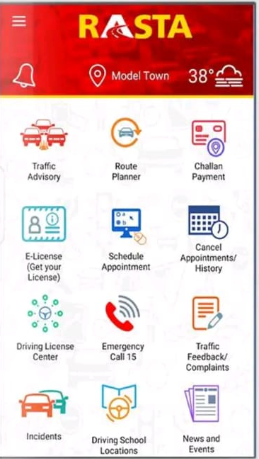 RASTA
Model Town 38°
Traffic
Advisory
Route
Planner
Challan
Payment
E-License
(Get your
License)
Schedule
Appointment
Cancel
Appointments/
History
Driving License
Center
Emergency
Call 15
Traffic
Feedback/
Complaints
Incidents
Driving School
Locations
News and
Events